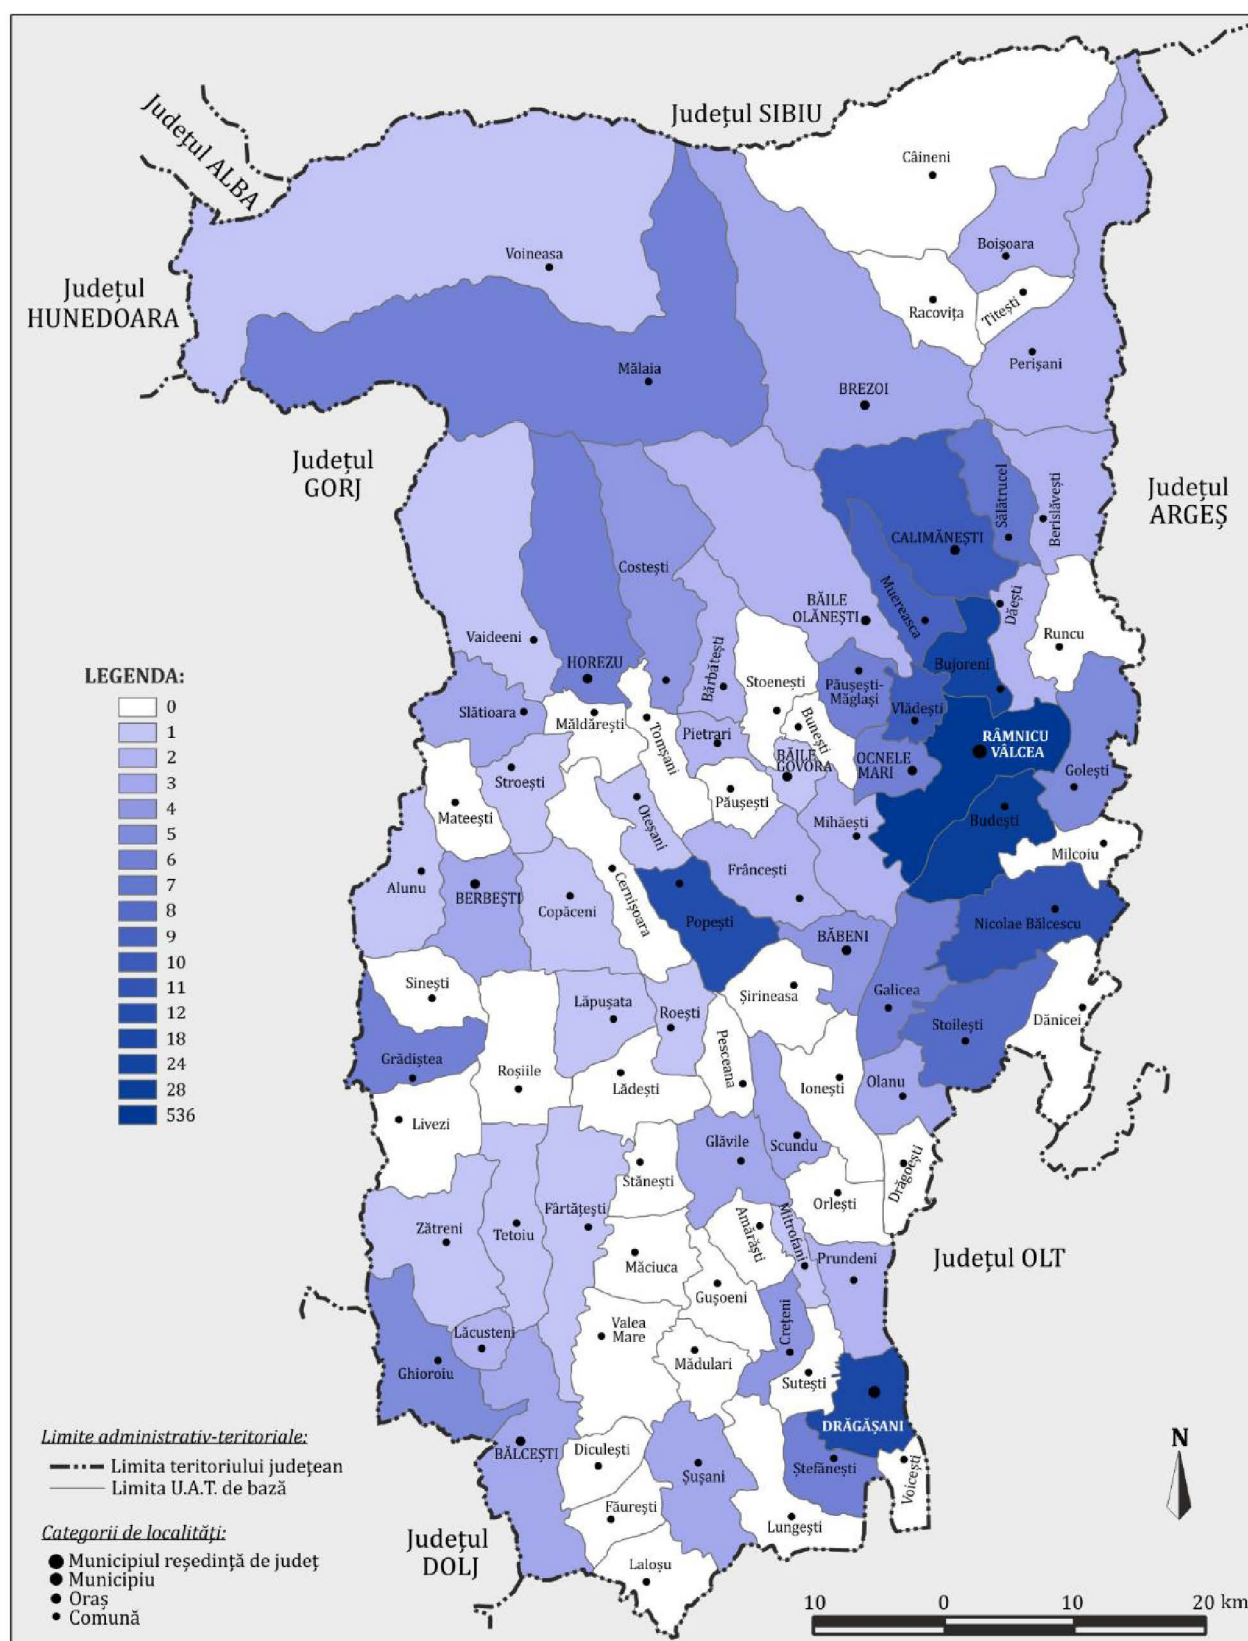 Județul SIBIU
Județul ALBA
Câineni
Boișoara
Voineasa
Județul
HUNEDOARA
Racovița
Titești
Perișani
Mălaia
BREZOI
Județul
GORJ
Județul
ARGEȘ
Sălătrucel
Berislăvești
CALIMĂNEȘTI
Costești
Muereasca
BĂILE
OLĂNEȘTI
Dăești
Runcu
Vaideeni
HOREZU
Bărbătești
Bujoreni
LEGENDA:
0
1
2
3
4
5
6
7
8
9
10
11
12
18
24
28
536
Stoenești
Păușești-
Măglași
Vlădești
Slătioara
Măldărești
Tomșani
Pietrari
Bunești
BĂILE
GOVORA
OCNELE
MARI
RÂMNICU
VÂLCEA
Golești
Stroești
Mateești
Oteșani
Păușești
Mihăești
Budești
Milcoiu
Alunu
BERBEȘTI
Copăceni
Cernișoara
Frâncești
Popești
BĂBENI
Nicolae Bălcescu
Sinești
Lăpușata
Roești
Șirineasa
Galicea
Stoilești
Dănicei
Grădiștea
Roșiile
Lădești
Pesceana
Ionești
Olanu
Livezi
Glăvile
Scundu
Drăgoești
Stănești
Orlești
Fârtățești
Zătreni
Tetoiu
Amărăști
Mitrofani
Prundeni
Județul OLT
Măciuca
Gușoeni
Crețeni
Lăcusteni
Valea
Mare
Mădulari
Ghioroiu
Sutești
DRĂGĂȘANI
BĂLCEȘTI
Diculești
Șușani
Ștefănești
Voicești
Făurești
Lungești
Laloșu
Județul
DOLJ
Limite administrativ-teritoriale:
Limita teritoriului județean
Limita U.A.T. de bază
Categorii de localități:
Municipiul reședință de județ
Municipiu
Oraș
Comună
N
10 0 10 20 km